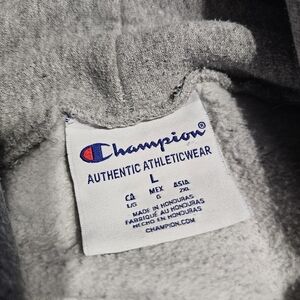 Champion®
AUTHENTIC ATHLETICWEAR
L
CA MEX ASIA
L/G G 2XL
MADE IN HONDURAS
FABRIQUÉ AU HONDURAS
HECHO EN HONDURAS
CHAMPION.COM